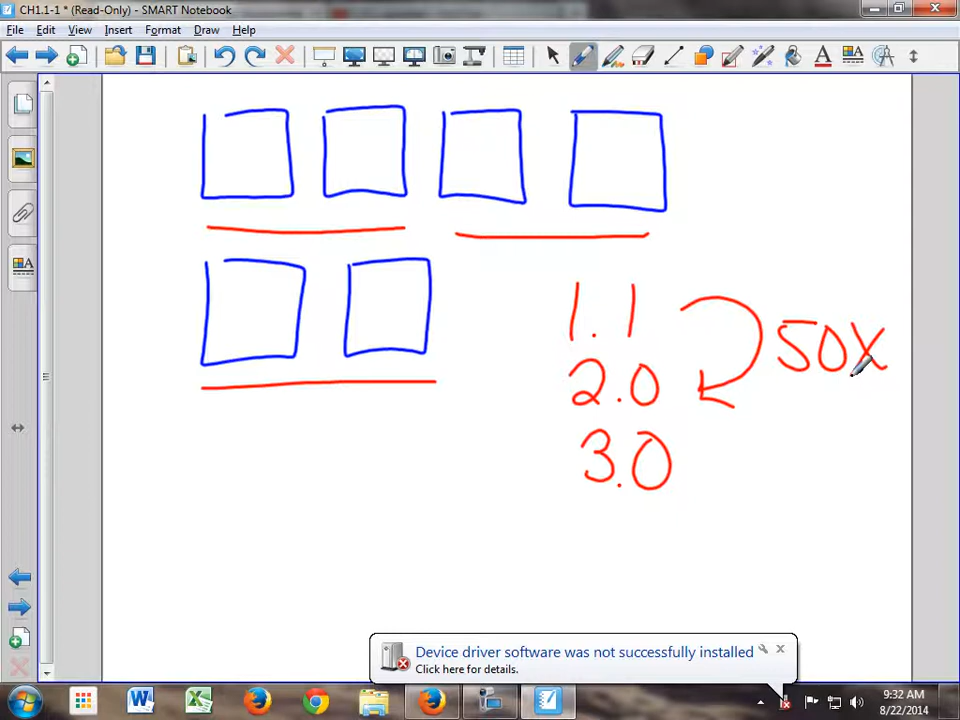 CH1.1-1 * (Read-Only) - SMART Notebook
File Edit View Insert Format Draw Help
1.1
50X
2.0
3.0
Device driver software was not successfully installed
Click here for details.
9:32 AM
8/22/2014